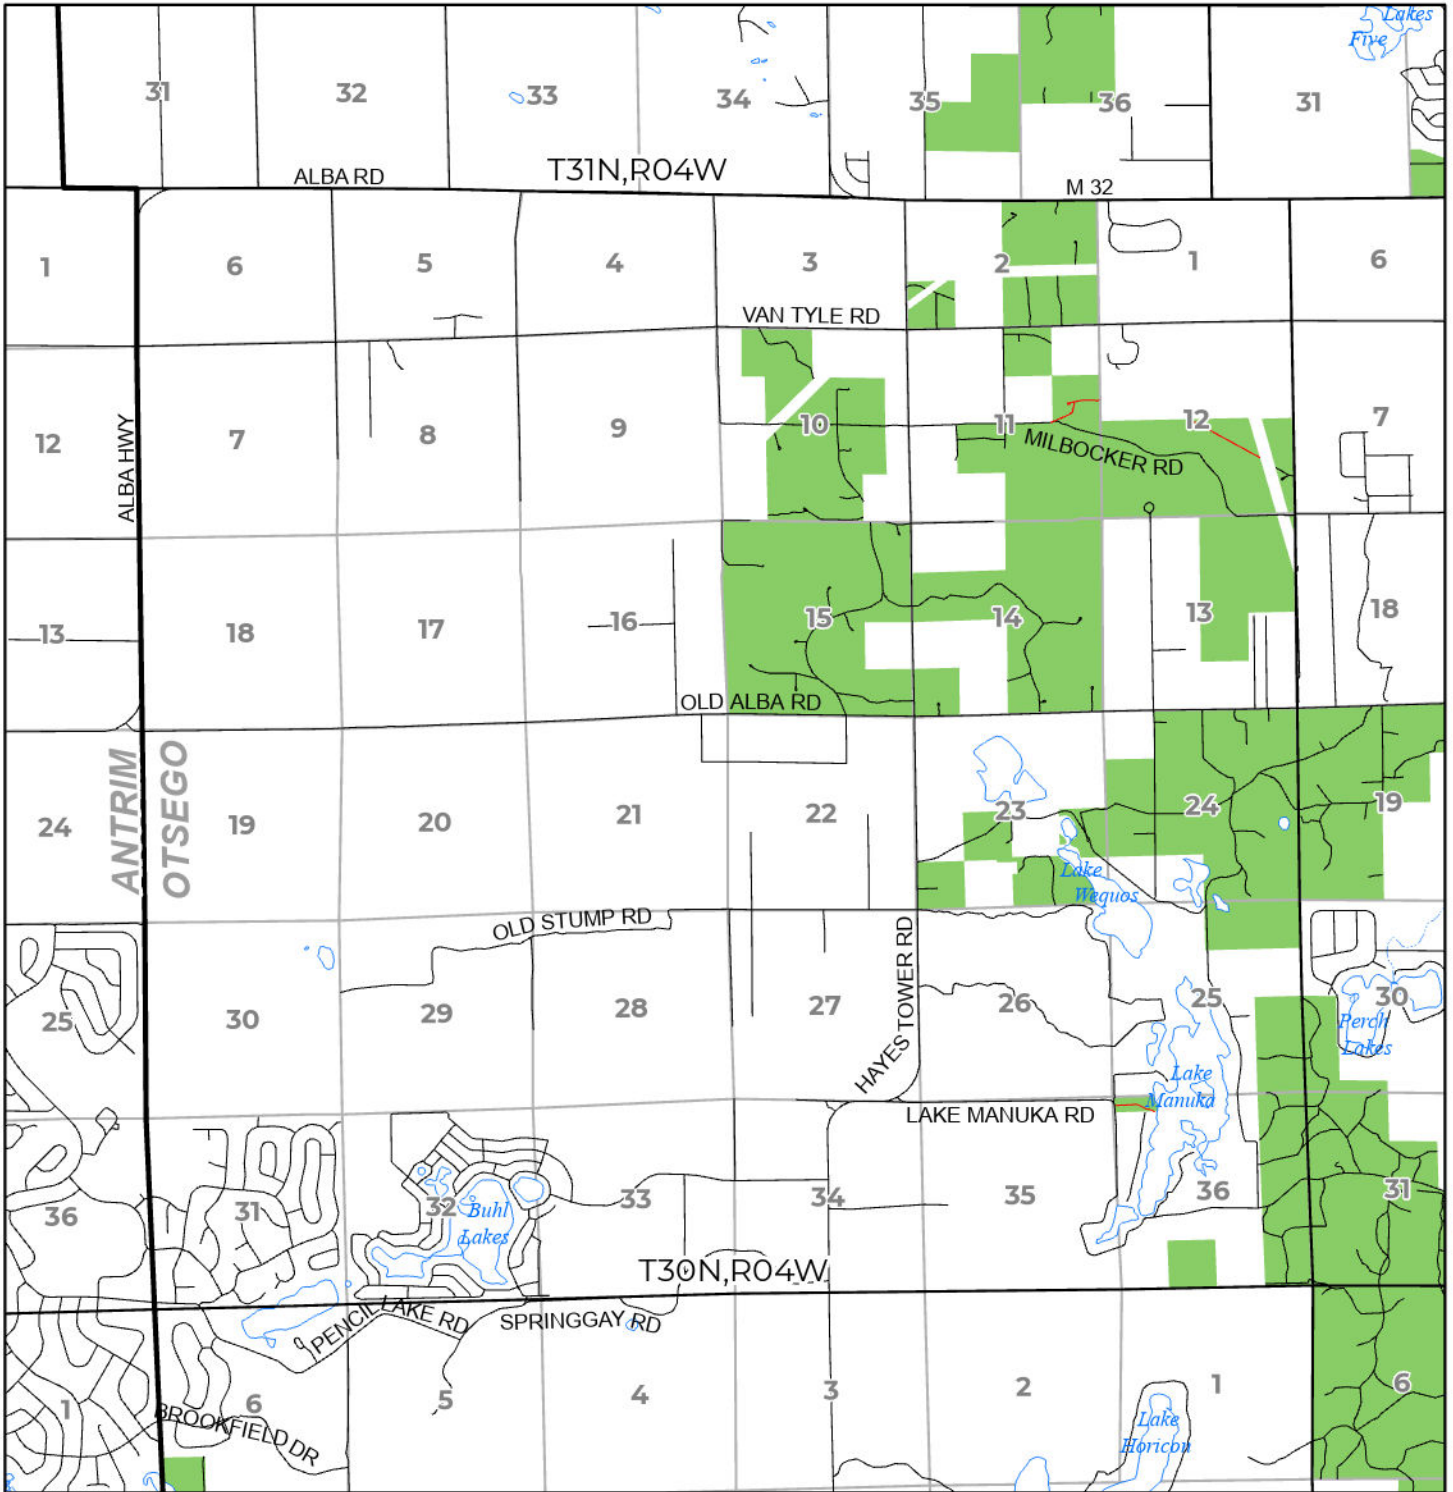 Lakes
Five
31
32
33
34
35
36
31
ALBA RD
T31N,R04W
M 32
1
6
5
4
3
2
1
6
VAN TYLE RD
12
ALBA HWY
7
8
9
10
11
12
7
MILBOCKER RD
13
18
17
16
15
14
13
18
OLD ALBA RD
ANTRIM
OTSEGO
24
19
20
21
22
23
24
19
Lake
Wequos
OLD STUMP RD
HAYES TOWER RD
25
30
29
28
27
26
25
30
Perch
Lakes
Lake
Manuka
LAKE MANUKA RD
36
31
32
Buhl
Lakes
33
34
35
36
31
T30N,R04W
PENCIL LAKE RD
SPRINGGAY RD
1
6
5
4
3
2
1
6
BROOKFIELD DR
Lake
Horicon